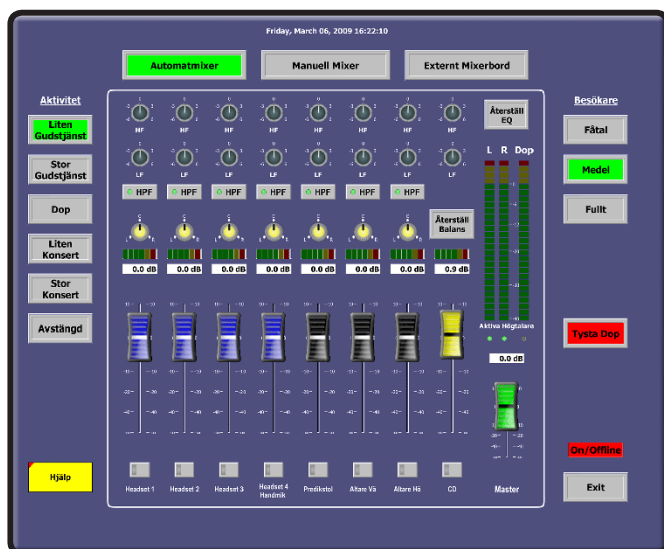 Friday, March 06, 2009 16:22:10
Automatmixer
Manuell Mixer
Externt Mixerbord
Aktivitet
Liten
Gudstjänst
Stor
Gudstjänst
Dop
Liten
Konsert
Stor
Konsert
Avstängd
Hjälp
HF HF HF HF HF HF HF HF
LF LF LF LF LF LF LF LF
HPF HPF HPF HPF HPF HPF HPF
Återställ
EQ
L R Dop
Återställ
Balans
0.0 dB 0.0 dB 0.0 dB 0.0 dB 0.0 dB 0.0 dB 0.0 dB 0.9 dB
Aktiva Högtalare
0.0 dB
Headset 1
Headset 2
Headset 3
Headset 4
Handmik
Predikstol
Altare Vä
Altare Hö
CD
Master
Besökare
Fåtal
Medel
Fullt
Tysta Dop
On/Offline
Exit